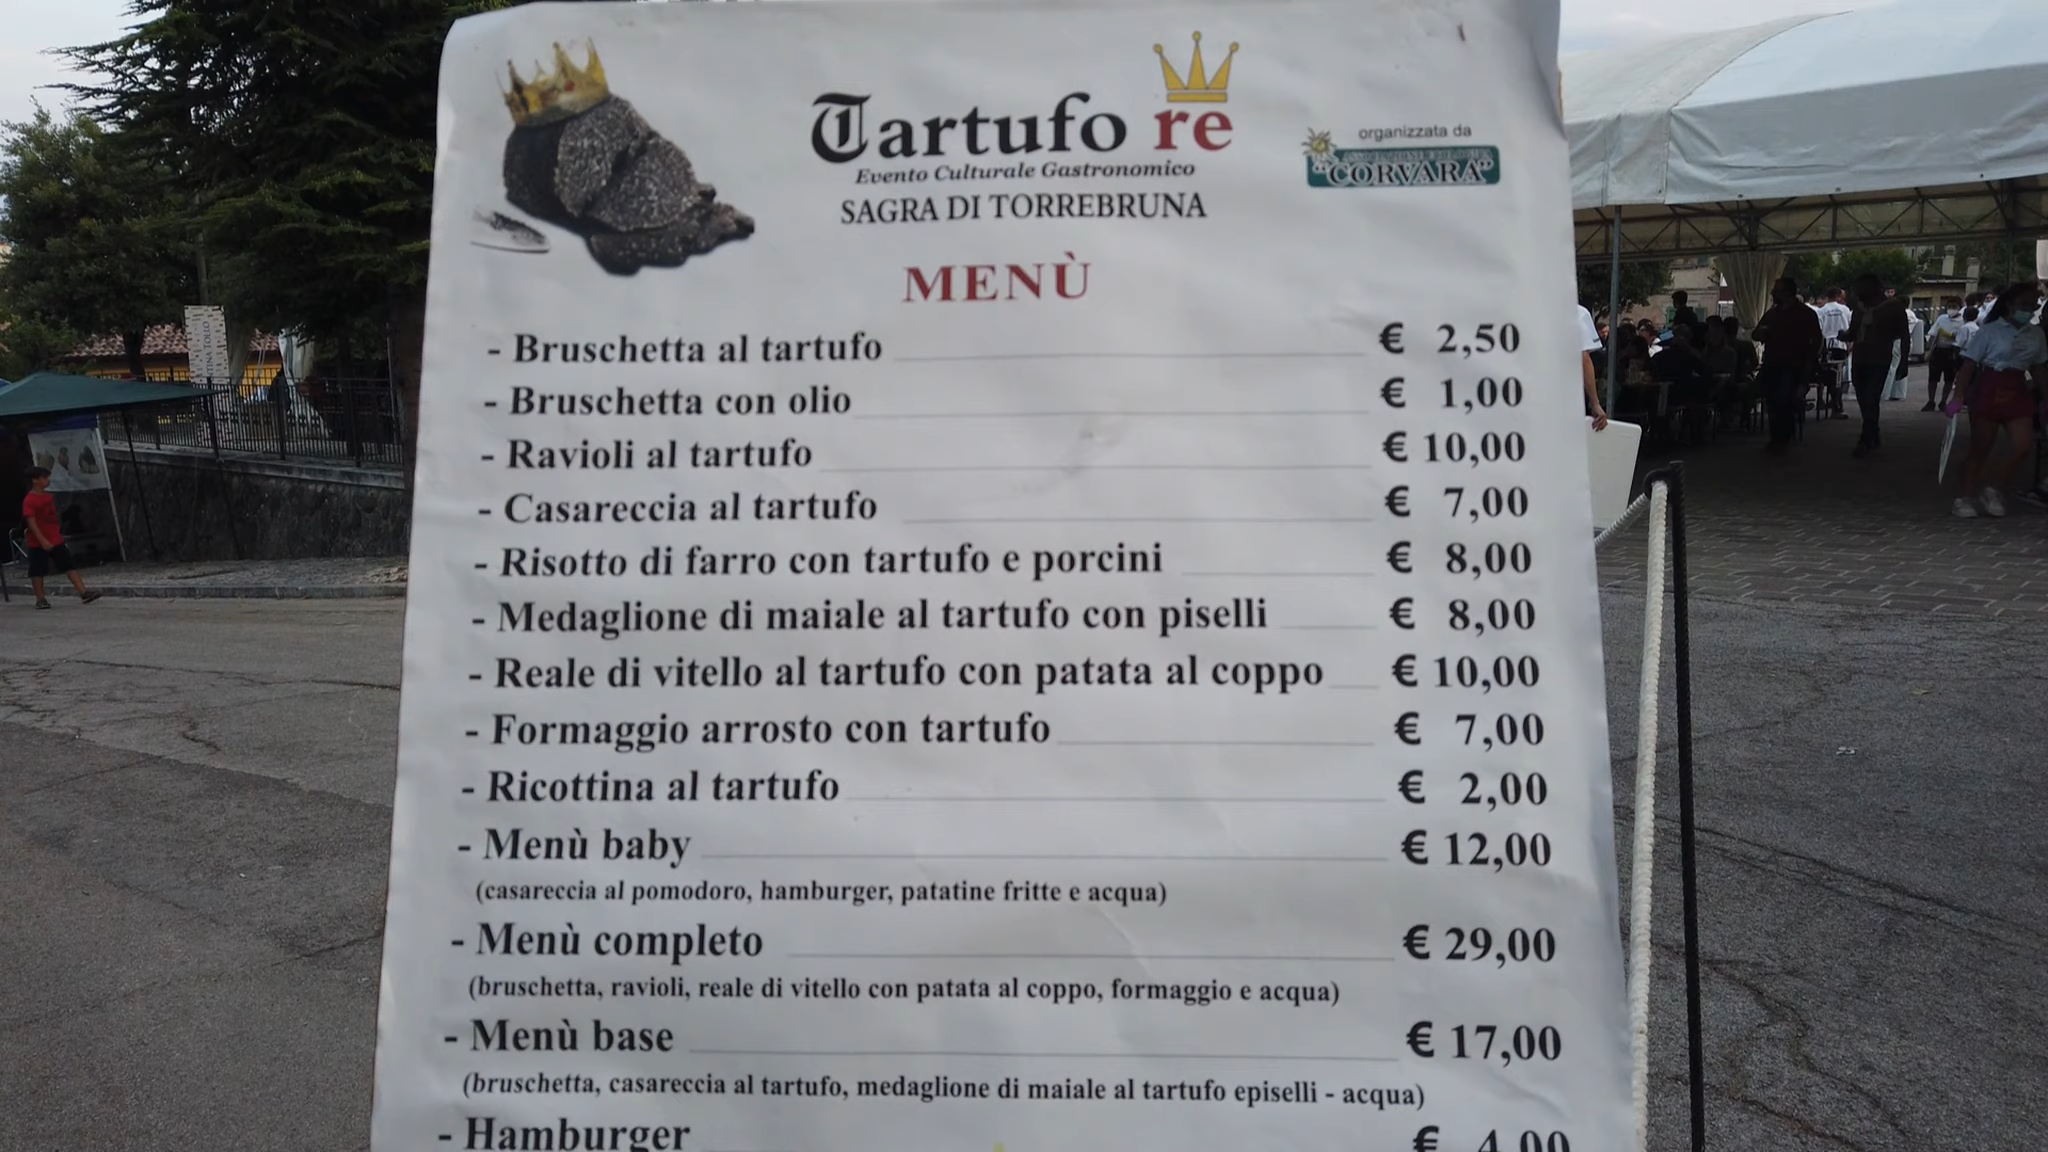 Tartufo re
Evento Culturale Gastronomico
SAGRA DI TORREBRUNA
organizzata da
"CORVARA"
MENÙ
- Bruschetta al tartufo € 2,50
- Bruschetta con olio € 1,00
- Ravioli al tartufo € 10,00
- Casareccia al tartufo € 7,00
- Risotto di farro con tartufo e porcini € 8,00
- Medaglione di maiale al tartufo con piselli € 8,00
- Reale di vitello al tartufo con patata al coppo € 10,00
- Formaggio arrosto con tartufo € 7,00
- Ricottina al tartufo € 2,00
- Menù baby € 12,00
(casareccia al pomodoro, hamburger, patatine fritte e acqua)
- Menù completo € 29,00
(bruschetta, ravioli, reale di vitello con patata al coppo, formaggio e acqua)
- Menù base € 17,00
(bruschetta, casareccia al tartufo, medaglione di maiale al tartufo episelli - acqua)
- Hamburger € 4,00